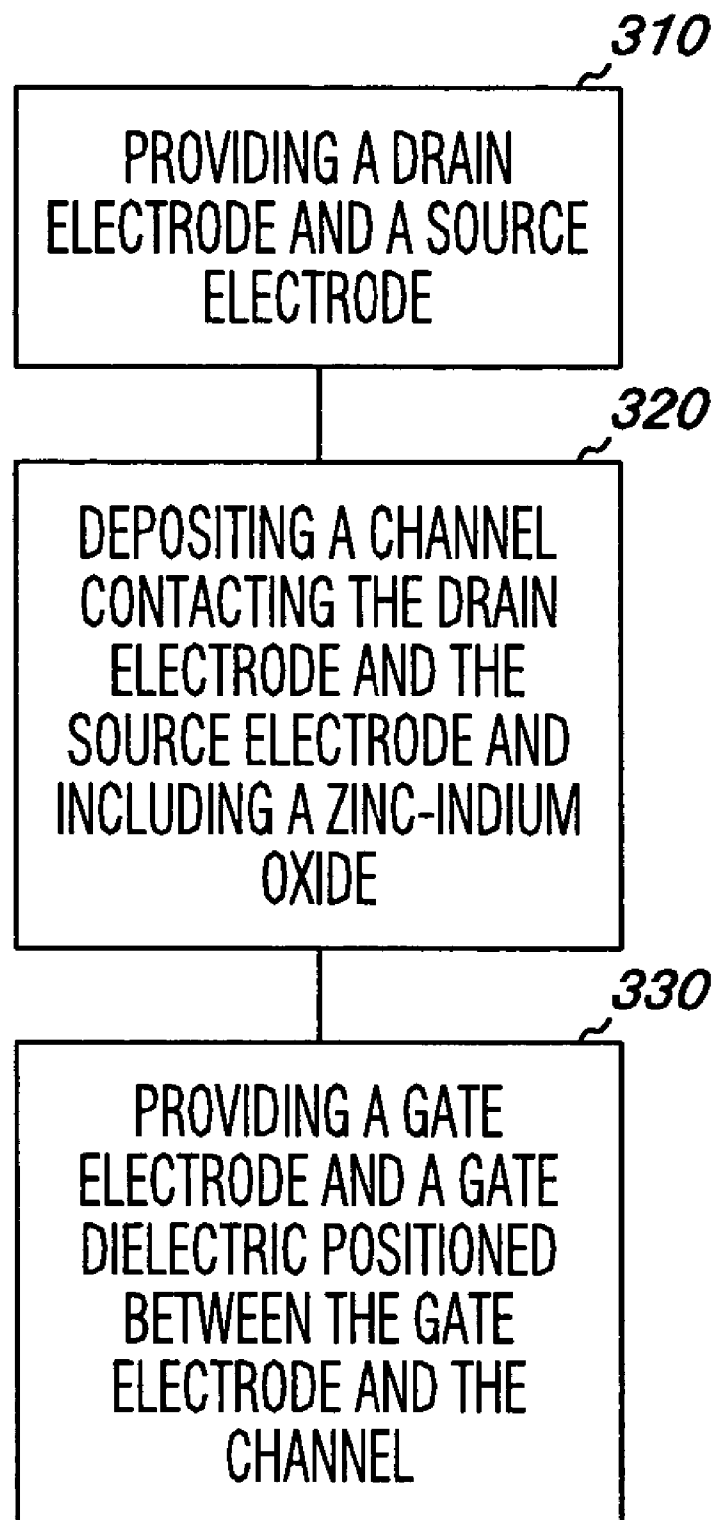 310
PROVIDING A DRAIN
ELECTRODE AND A SOURCE
ELECTRODE
320
DEPOSITING A CHANNEL
CONTACTING THE DRAIN
ELECTRODE AND THE
SOURCE ELECTRODE AND
INCLUDING A ZINC-INDIUM
OXIDE
330
PROVIDING A GATE
ELECTRODE AND A GATE
DIELECTRIC POSITIONED
BETWEEN THE GATE
ELECTRODE AND THE
CHANNEL